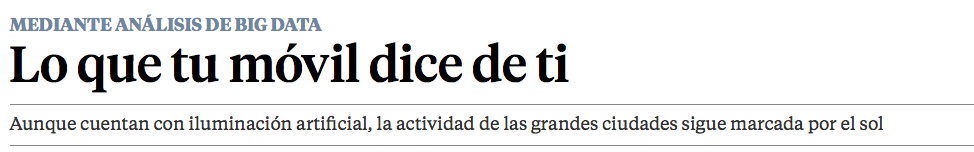 MEDIANTE ANÁLISIS DE BIG DATA
Lo que tu móvil dice de ti
Aunque cuentan con iluminación artificial, la actividad de las grandes ciudades sigue marcada por el sol